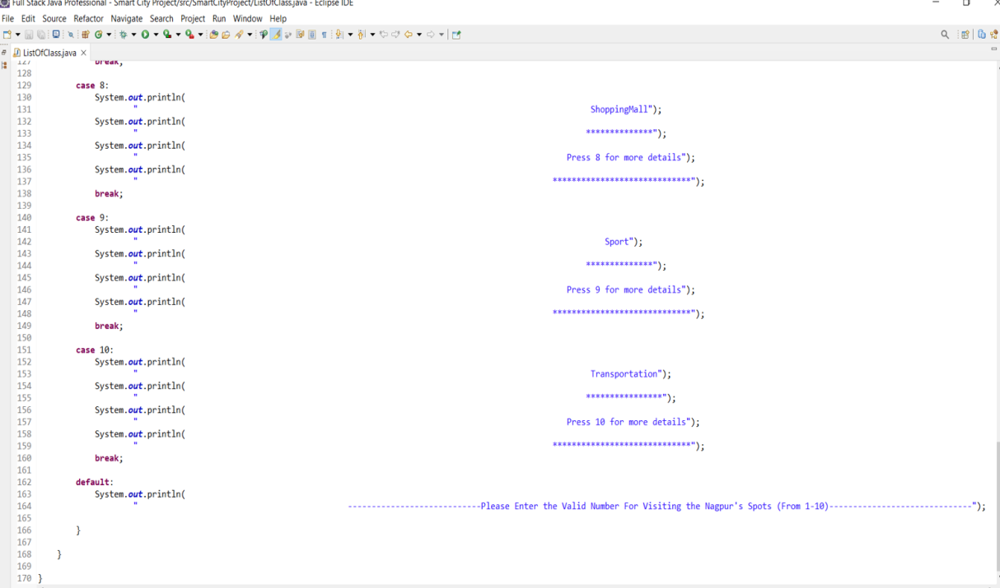 Full Stack Java Professional - Smart City Project/src/SmartCityProject/ListOfClass.java - Eclipse IDE
File Edit Source Refactor Navigate Search Project Run Window Help
ListOfClass.java
127 break;
128
129 case 8:
130 System.out.println(
131 " ShoppingMall");
132 System.out.println(
133 " **************");
134 System.out.println(
135 " Press 8 for more details");
136 System.out.println(
137 " *****************************");
138 break;
139
140 case 9:
141 System.out.println(
142 " Sport");
143 System.out.println(
144 " **************");
145 System.out.println(
146 " Press 9 for more details");
147 System.out.println(
148 " *****************************");
149 break;
150
151 case 10:
152 System.out.println(
153 " Transportation");
154 System.out.println(
155 " ****************");
156 System.out.println(
157 " Press 10 for more details");
158 System.out.println(
159 " *****************************");
160 break;
161
162 default:
163 System.out.println(
164 " ----------------------------Please Enter the Valid Number For Visiting the Nagpur's Spots (From 1-10)------------------------------");
165
166 }
167
168 }
169
170 }